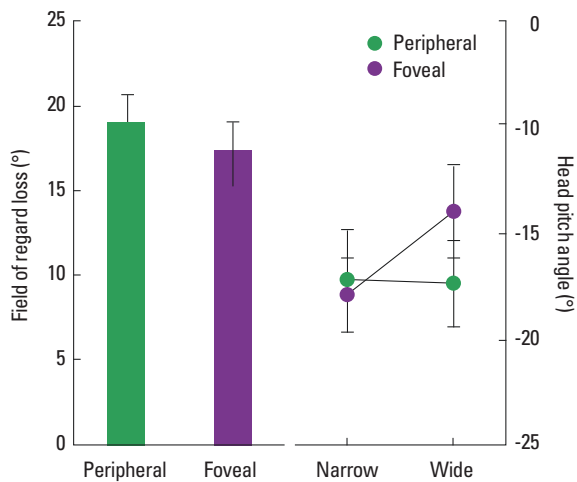 25
20
15
10
5
0
Field of regard loss (°)
Peripheral
Foveal
Peripheral
Foveal
0
-10
-15
-20
-25
Head pitch angle (°)
Narrow
Wide